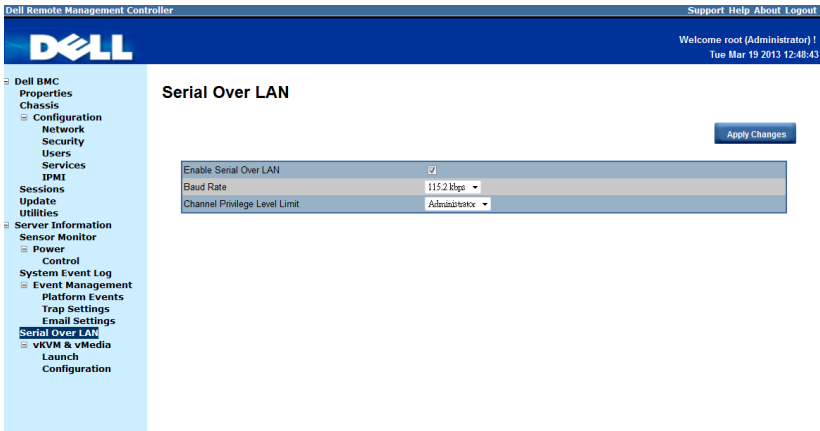 Dell Remote Management Controller
Support Help About Logout
DELL
Welcome root (Administrator) !
Tue Mar 19 2013 12:48:43
Dell BMC
Properties
Chassis
Configuration
Network
Security
Users
Services
IPMI
Sessions
Update
Utilities
Server Information
Sensor Monitor
Power
Control
System Event Log
Event Management
Platform Events
Trap Settings
Email Settings
Serial Over LAN
vKVM & vMedia
Launch
Configuration
Serial Over LAN
Apply Changes
Enable Serial Over LAN
Baud Rate 115.2 kbps
Channel Privilege Level Limit Administrator